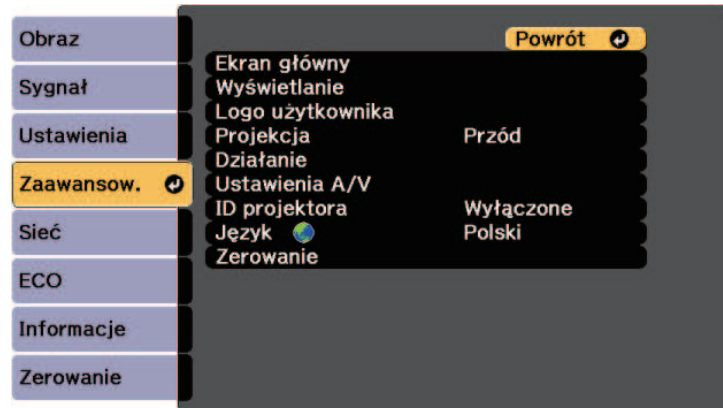 Obraz
Sygnał
Ustawienia
Zaawansow.
Sieć
ECO
Informacje
Zerowanie
Powrót
Ekran główny
Wyświetlanie
Logo użytkownika
Projekcja Przód
Działanie
Ustawienia A/V
ID projektora Wyłączone
Język Polski
Zerowanie